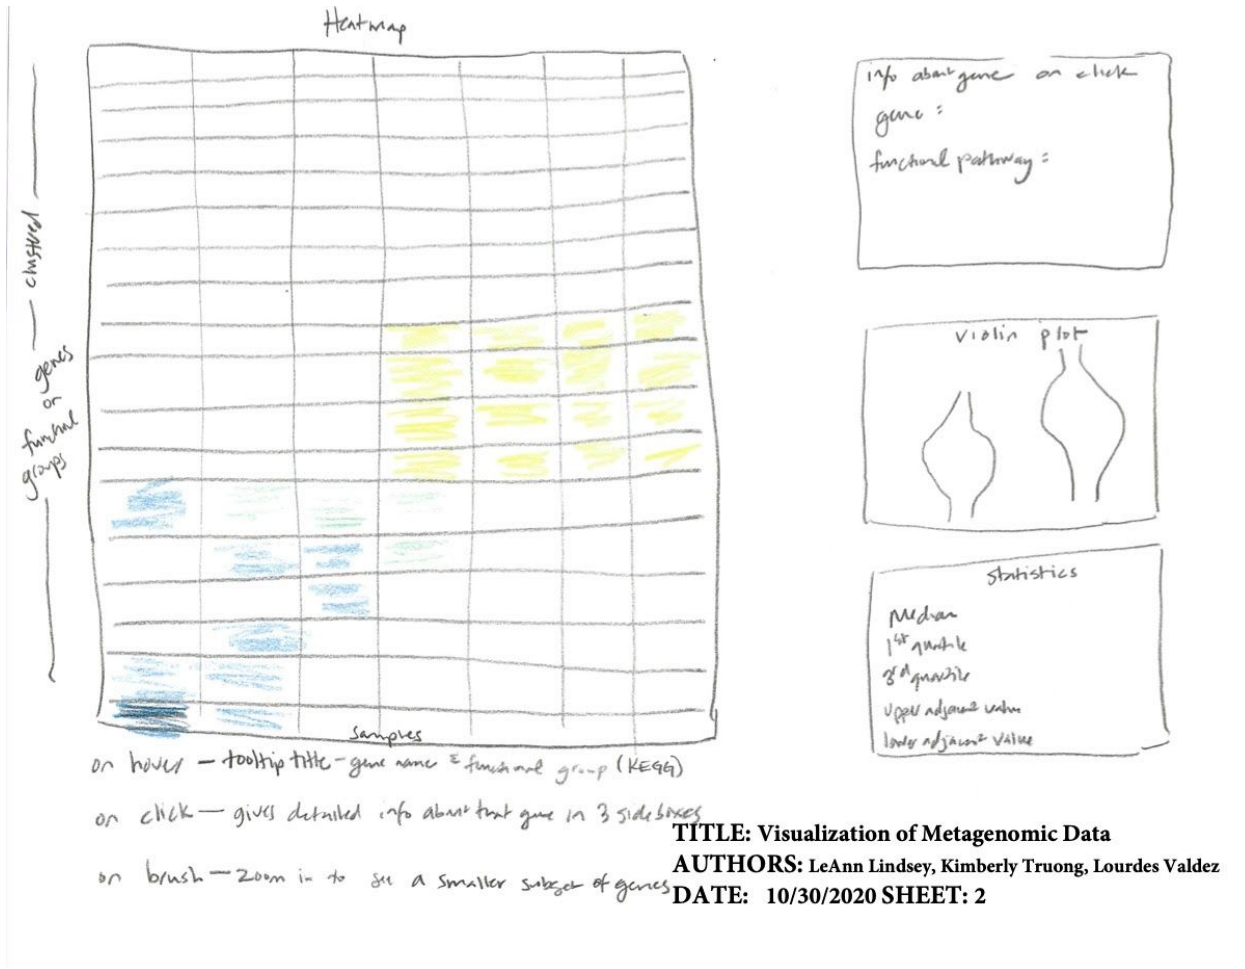 Heatmap
clustered
genes
or
functional
groups
Samples
info about gene on click
gene :
functional pathway :
violin plot
Statistics
Median
1st quartile
3rd quartile
upper adjacent value
lower adjacent value
on hover – tooltip title – gene name & functional group (KEGG)
on click — gives detailed info about that gene in 3 side boxes
on brush — zoom in to see a smaller subset of genes
TITLE: Visualization of Metagenomic Data
AUTHORS: LeAnn Lindsey, Kimberly Truong, Lourdes Valdez
DATE: 10/30/2020 SHEET: 2